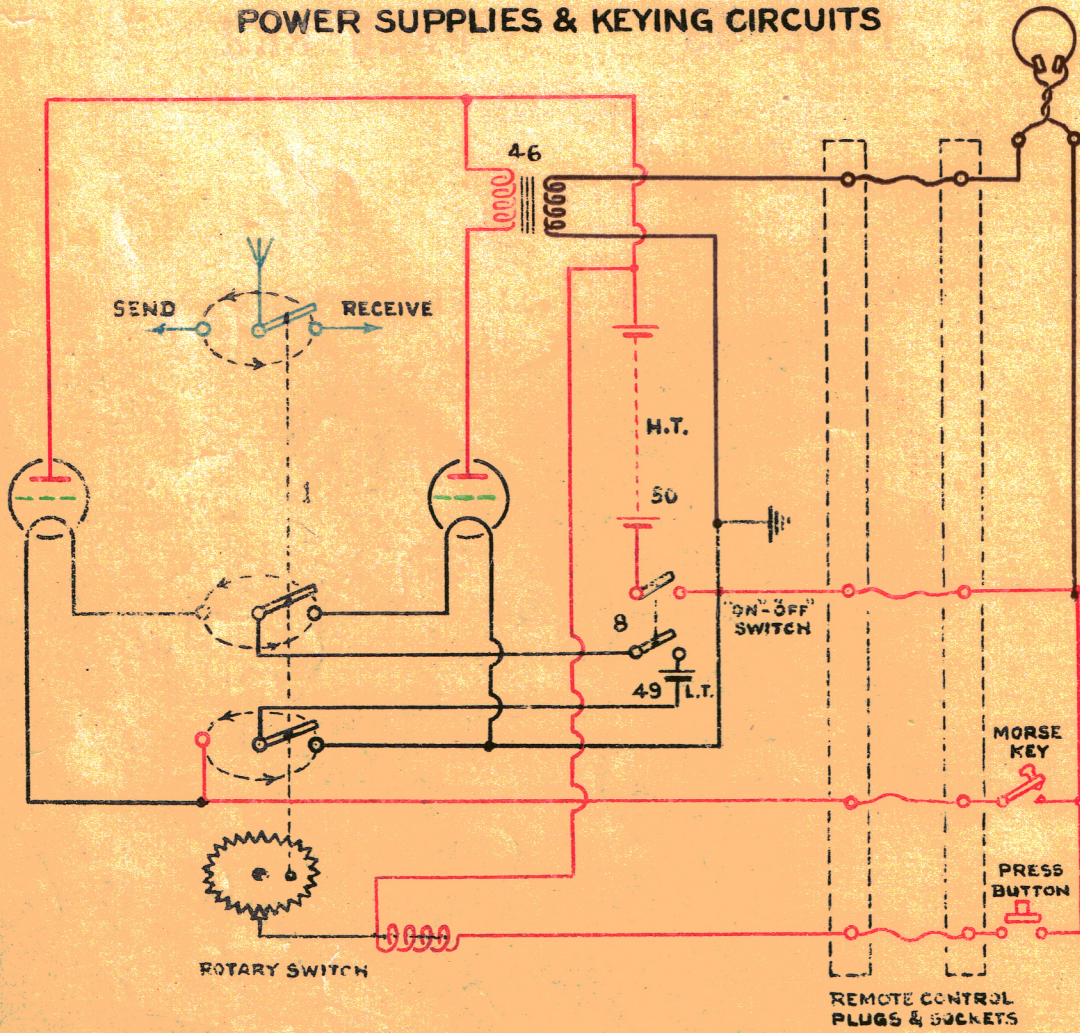 POWER SUPPLIES & KEYING CIRCUITS
46
SEND
RECEIVE
H.T.
1
50
"ON"-"OFF"
SWITCH
8
49
L.T.
MORSE
KEY
PRESS
BUTTON
ROTARY SWITCH
REMOTE CONTROL
PLUGS & SOCKETS